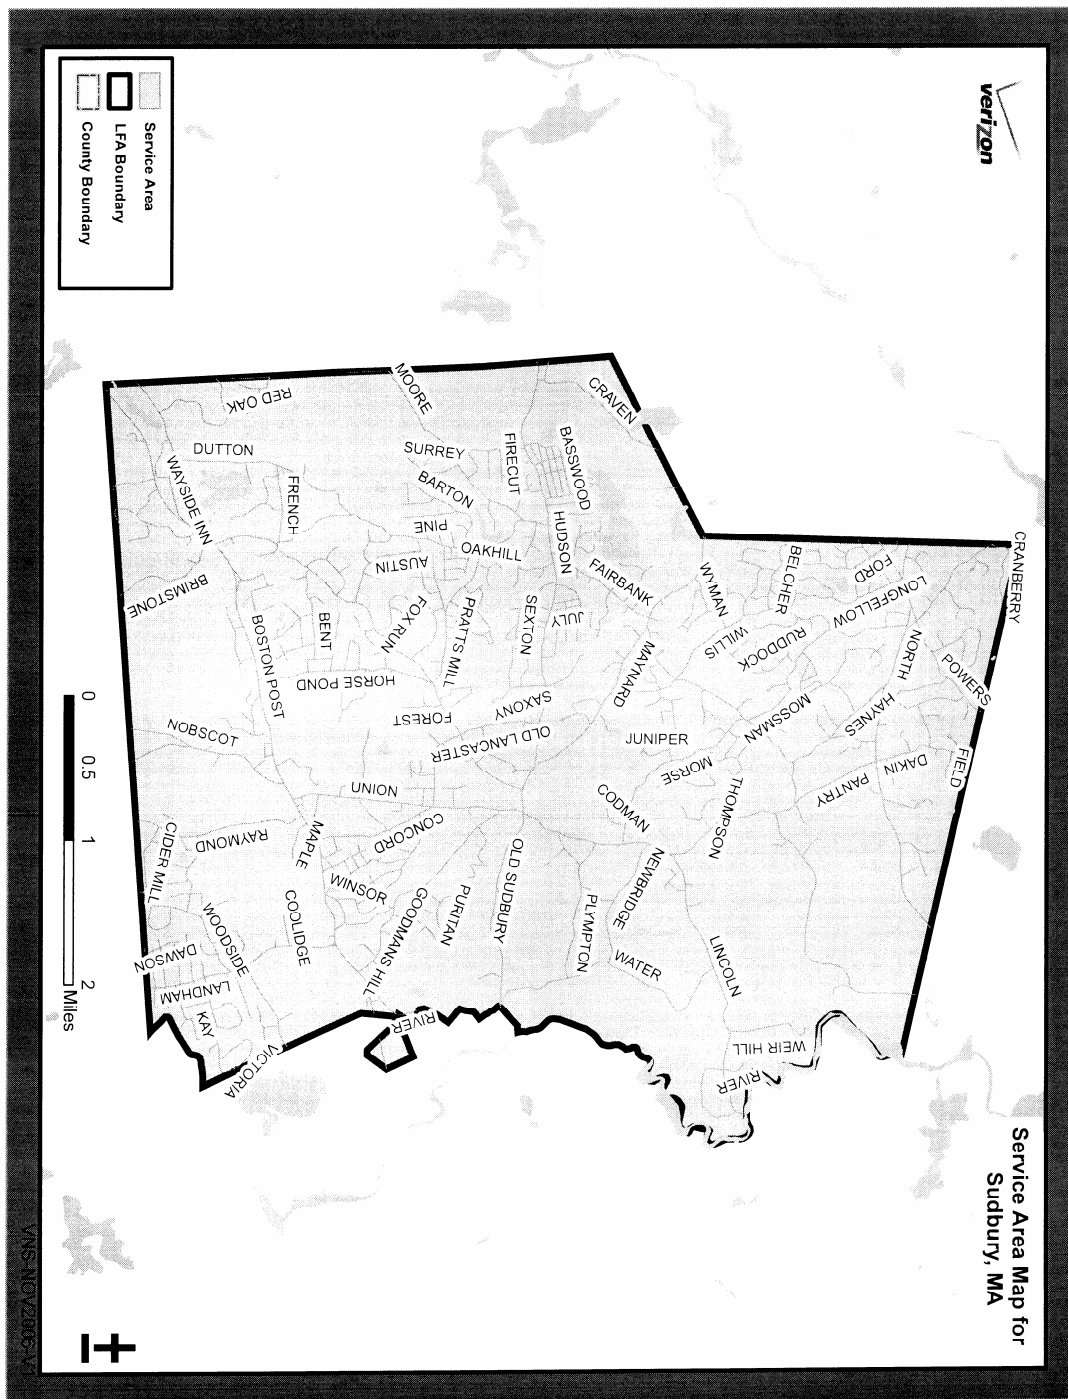 verizon
Service Area Map for
Sudbury, MA
CRANBERRY
POWERS
FIELD
FORD
LONGFELLOW
NORTH
HAYNES
DAKIN
PANTRY
BELCHER
RUDDOCK
MOSSMAN
WYMAN
WILLIS
MORSE
THOMPSON
LINCOLN
WEIR HILL
RIVER
CRAVEN
FAIRBANK
MAYNARD
JUNIPER
CODMAN
NEWBRIDGE
WATER
PLYMPTON
BASSWOOD
HUDSON
JULY
FIRECUT
SEXTON
SAXONY
OLD LANCASTER
OLD SUDBURY
OAKHILL
PRATTS MILL
MOORE
SURREY
BARTON
PINE
AUSTIN
FOX RUN
FOREST
PURITAN
CONCORD
GOODMANS HILL
RIVER
HORSE POND
UNION
WINSOR
BENT
FRENCH
MAPLE
COOLIDGE
RED OAK
DUTTON
BOSTON POST
RAYMOND
WAYSIDE INN
BRIMSTONE
NOBSCOT
CIDER MILL
WOODSIDE
DAWSON
LANDHAM
KAY
VICTORIA
Service Area
LFA Boundary
County Boundary
0 0.5 1 2
Miles
VNS-NOV2006-V1